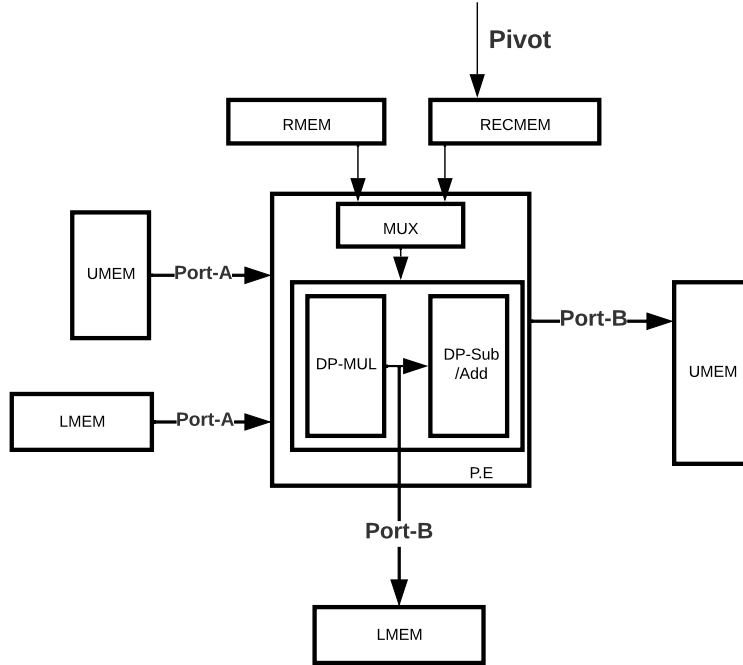 Pivot
RMEM
RECMEM
MUX
UMEM
Port-A
DP-MUL
DP-Sub
/Add
Port-B
UMEM
LMEM
Port-A
P.E
Port-B
LMEM